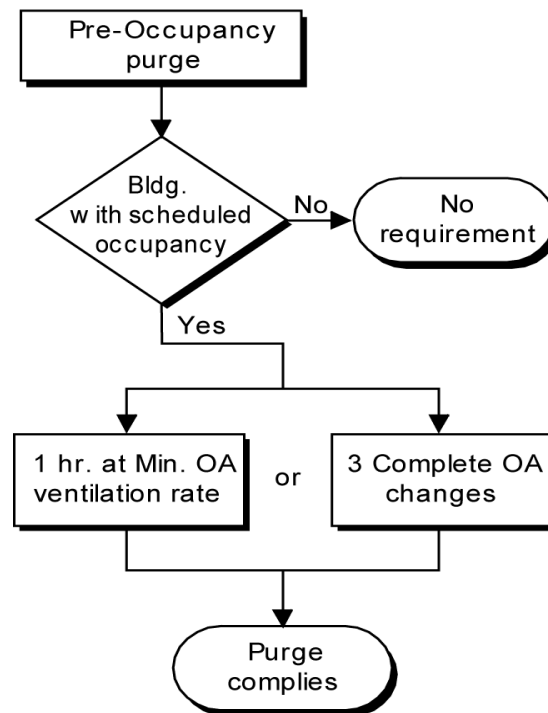 Pre-Occupancy
purge
Bldg.
w ith scheduled
occupancy
No
No
requirement
Yes
1 hr. at Min. OA
ventilation rate
or
3 Complete OA
changes
Purge
complies